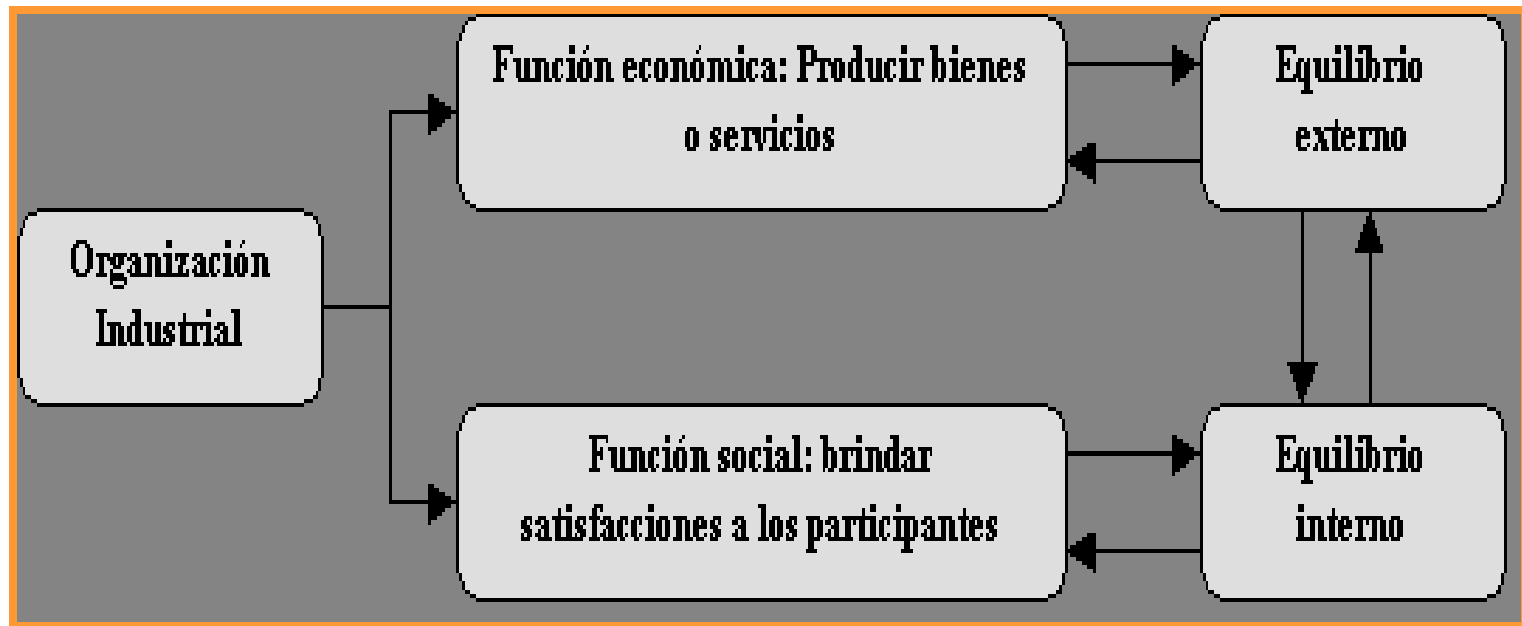 Función económica: Producir bienes
o servicios
Equilibrio
externo
Organización
Industrial
Función social: brindar
satisfacciones a los participantes
Equilibrio
interno